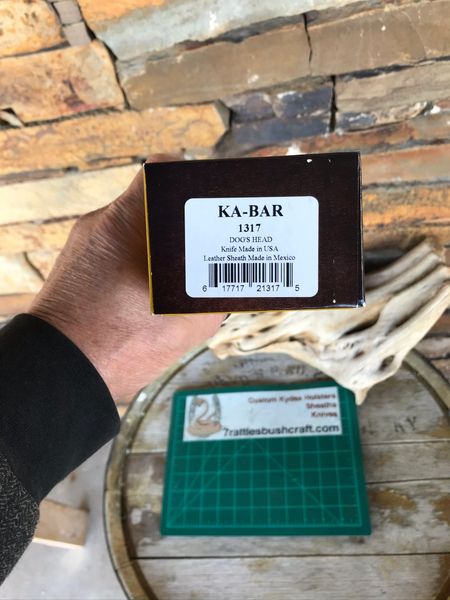 KA-BAR
1317
DOG'S HEAD
Knife Made in USA
Leather Sheath Made in Mexico
6 17717 21317 5
Custom Kydex Holsters
Sheaths
Knives
7rattlesbushcraft.com